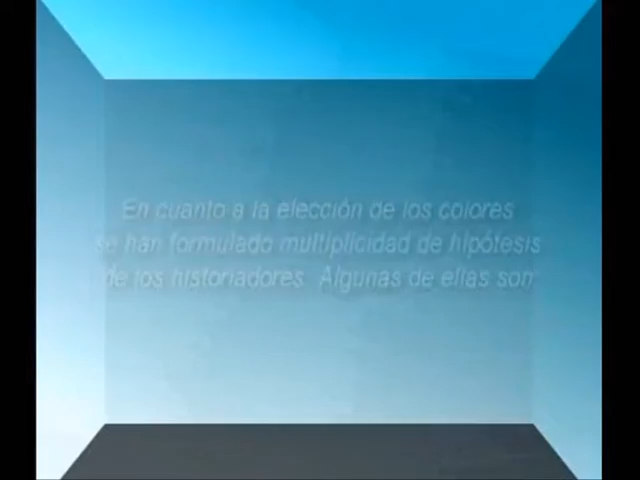 En cuanto a la elección de los colores
se han formulado multiplicidad de hipótesis
de los historiadores. Algunas de ellas son: